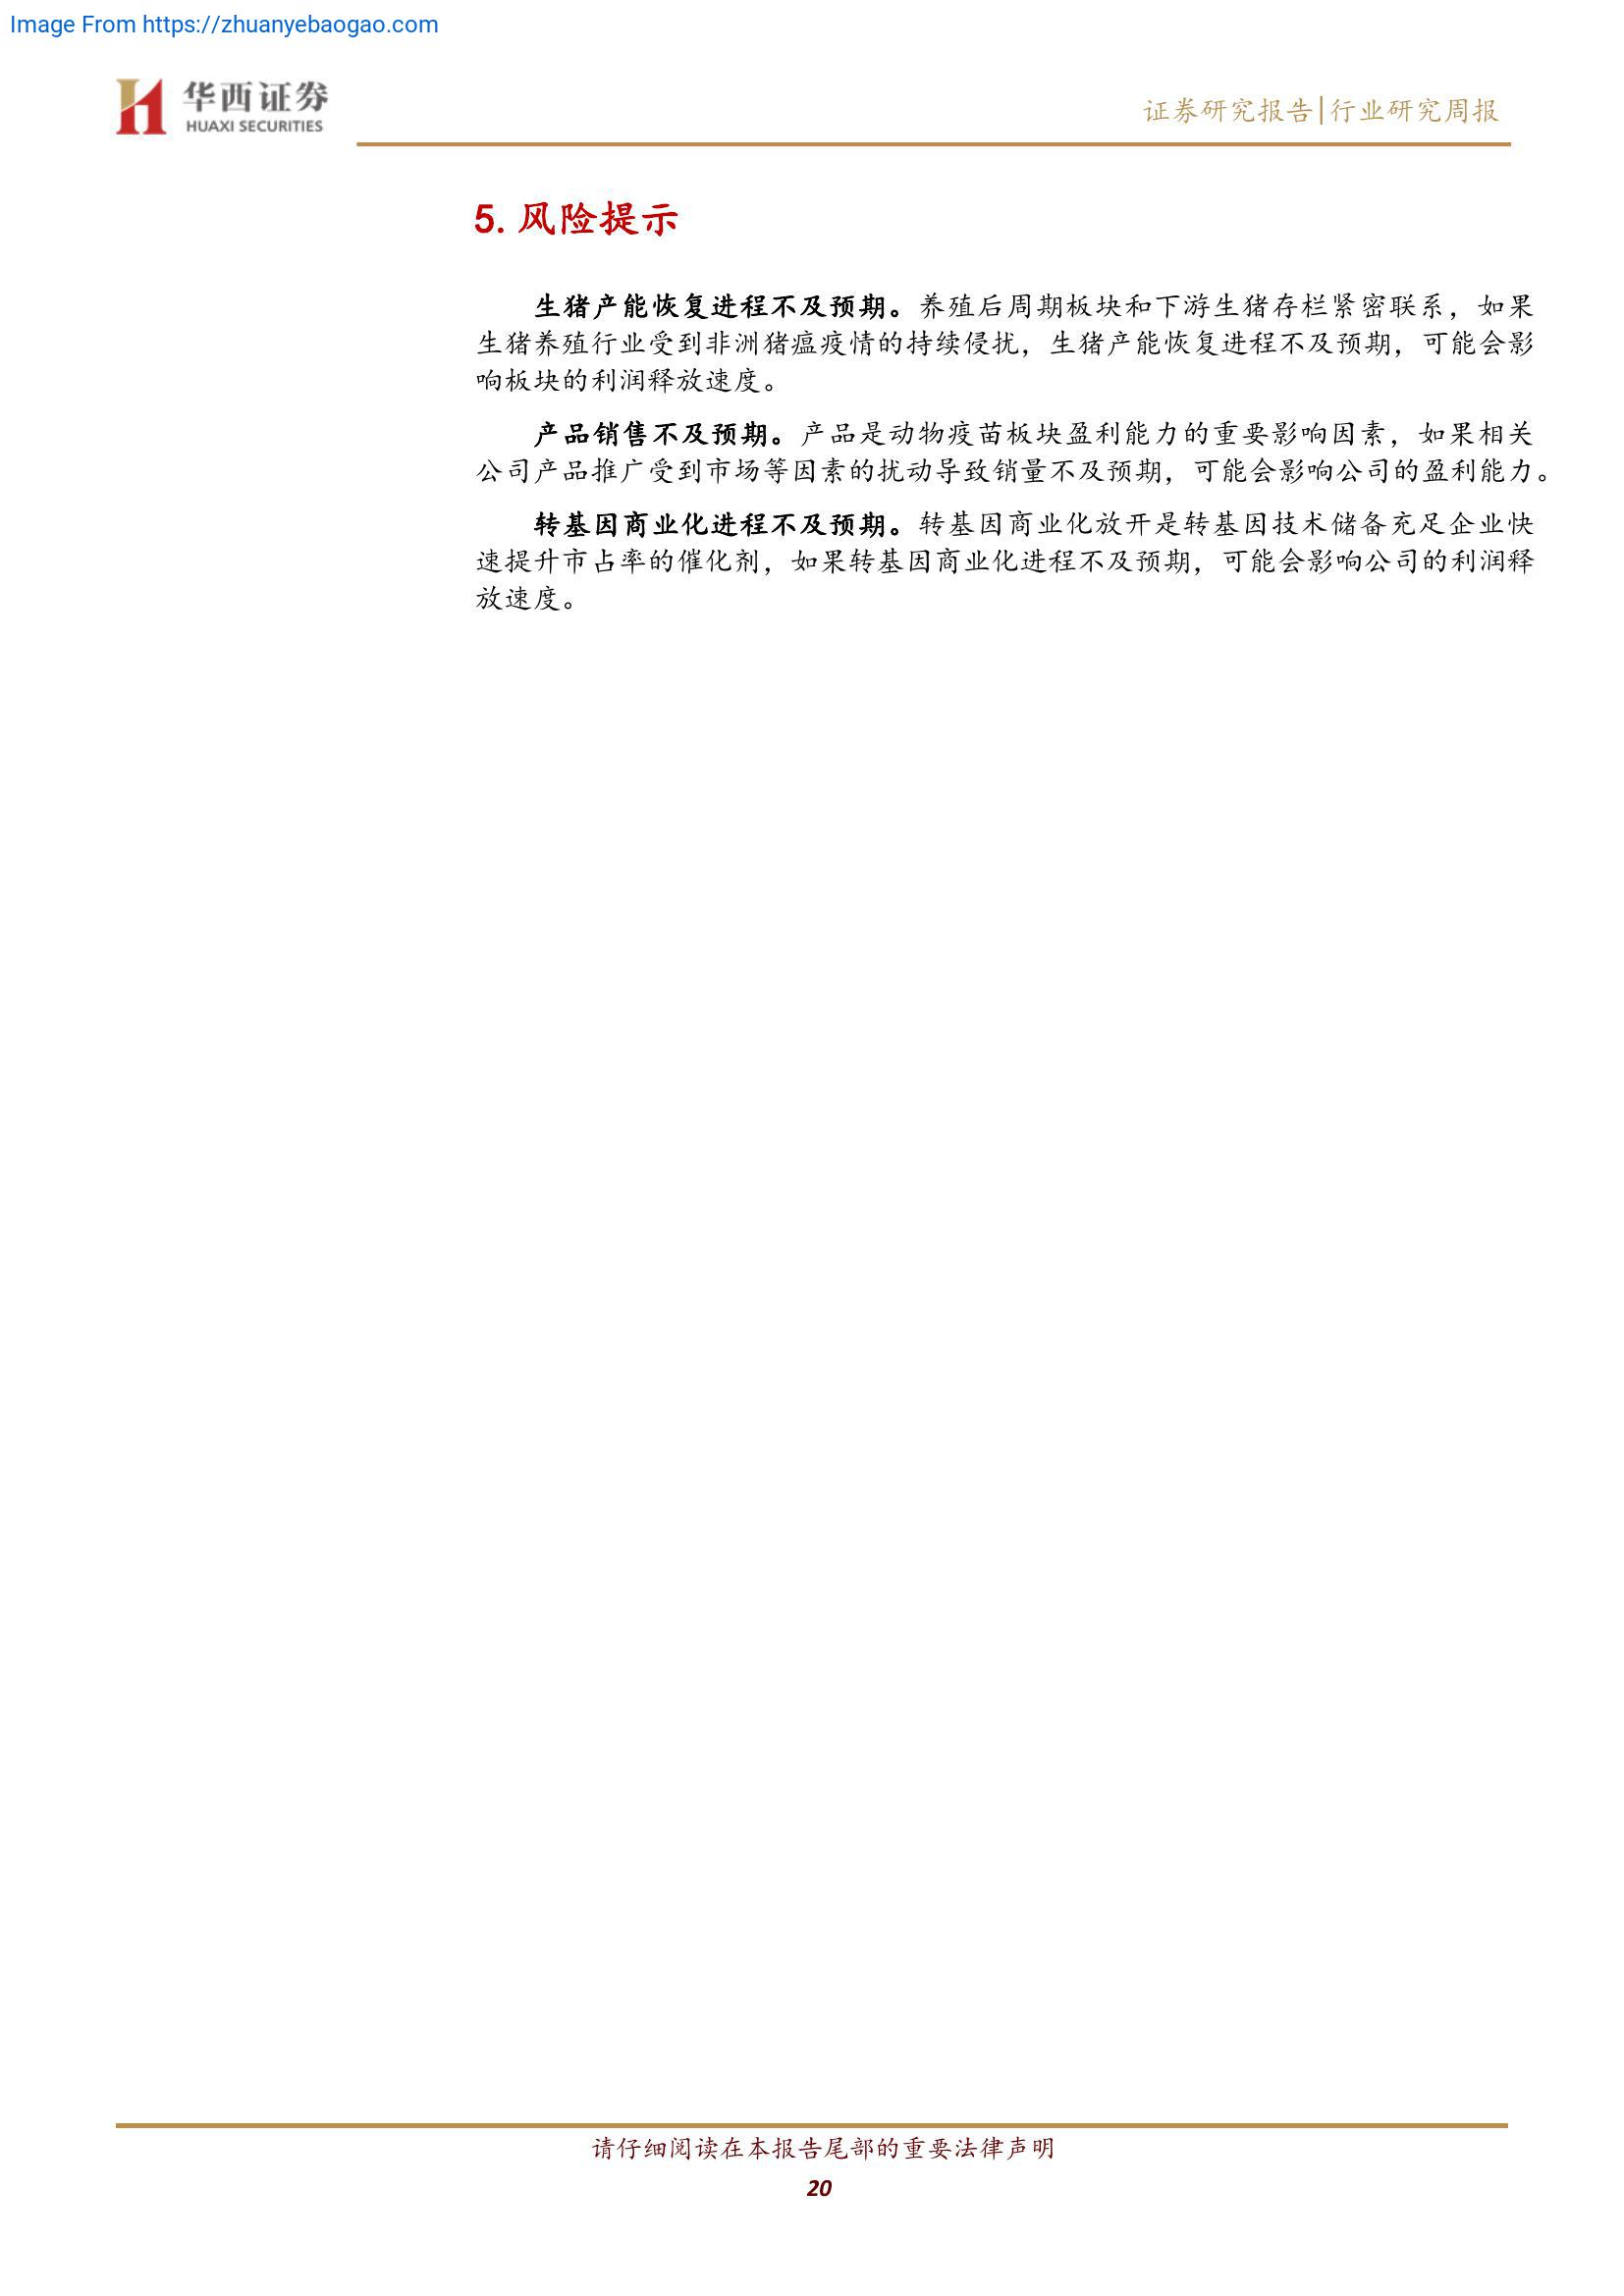 Image From https://zhuanyebaogao.com
华西证券
HUAXI SECURITIES
证券研究报告|行业研究周报
5. 风险提示
生猪产能恢复进程不及预期。养殖后周期板块和下游生猪存栏紧密联系，如果
生猪养殖行业受到非洲猪瘟疫情的持续侵扰，生猪产能恢复进程不及预期，可能会影
响板块的利润释放速度。
产品销售不及预期。产品是动物疫苗板块盈利能力的重要影响因素，如果相关
公司产品推广受到市场等因素的扰动导致销量不及预期，可能会影响公司的盈利能力。
转基因商业化进程不及预期。转基因商业化放开是转基因技术储备充足企业快
速提升市占率的催化剂，如果转基因商业化进程不及预期，可能会影响公司的利润释
放速度。
请仔细阅读在本报告尾部的重要法律声明
20